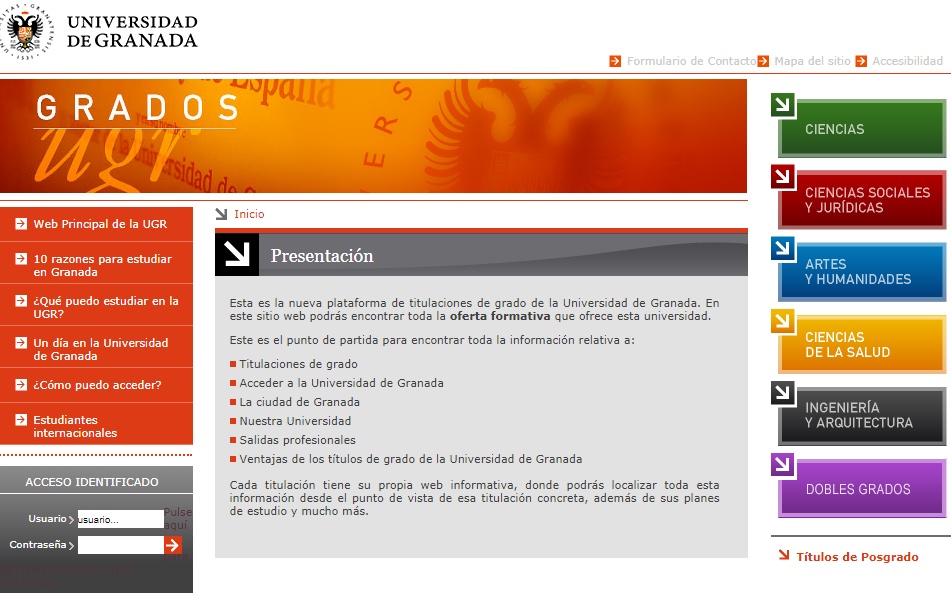 UNIVERSIDAD
DE GRANADA
Formulario de Contacto Mapa del sitio Accesibilidad
GRADOS
ugr
Web Principal de la UGR
10 razones para estudiar
en Granada
¿Qué puedo estudiar en la
UGR?
Un día en la Universidad
de Granada
¿Cómo puedo acceder?
Estudiantes
internacionales
ACCESO IDENTIFICADO
Usuario usuario... Pulse
aquí
Contraseña
Inicio
Presentación
Esta es la nueva plataforma de titulaciones de grado de la Universidad de Granada. En
este sitio web podrás encontrar toda la oferta formativa que ofrece esta universidad.
Este es el punto de partida para encontrar toda la información relativa a:
Titulaciones de grado
Acceder a la Universidad de Granada
La ciudad de Granada
Nuestra Universidad
Salidas profesionales
Ventajas de los títulos de grado de la Universidad de Granada
Cada titulación tiene su propia web informativa, donde podrás localizar toda esta
información desde el punto de vista de esa titulación concreta, además de sus planes
de estudio y mucho más.
CIENCIAS
CIENCIAS SOCIALES
Y JURÍDICAS
ARTES
Y HUMANIDADES
CIENCIAS
DE LA SALUD
INGENIERÍA
Y ARQUITECTURA
DOBLES GRADOS
Títulos de Posgrado